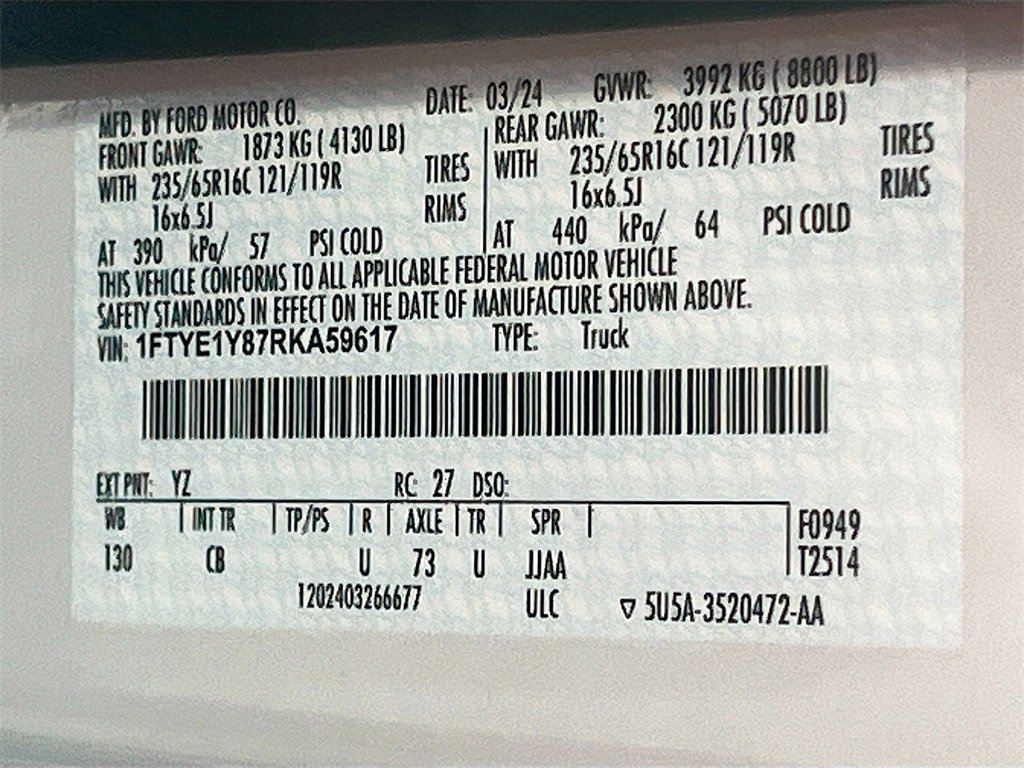 MFD. BY FORD MOTOR CO. DATE: 03/24 GVWR: 3992 KG ( 8800 LB)
FRONT GAWR: 1873 KG ( 4130 LB) REAR GAWR: 2300 KG ( 5070 LB)
WITH 235/65R16C 121/119R TIRES WITH 235/65R16C 121/119R TIRES
16x6.5J RIMS 16x6.5J RIMS
AT 390 kPa/ 57 PSI COLD AT 440 kPa/ 64 PSI COLD
THIS VEHICLE CONFORMS TO ALL APPLICABLE FEDERAL MOTOR VEHICLE
SAFETY STANDARDS IN EFFECT ON THE DATE OF MANUFACTURE SHOWN ABOVE.
VIN: 1FTYE1Y87RKA59617 TYPE: Truck
EXT PNT: YZ RC: 27 DSO:
WB INT TR TP/PS R AXLE TR SPR F0949
130 CB U 73 U JJAA T2514
1202403266677 ULC ▽ 5U5A-3520472-AA